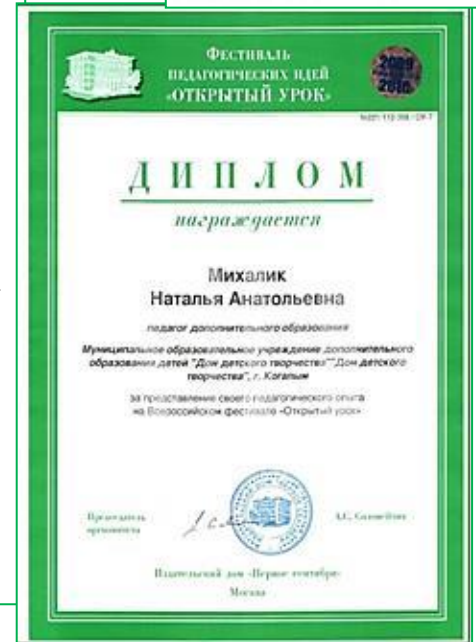 ФЕСТИВАЛЬ
ПЕДАГОГИЧЕСКИХ ИДЕЙ
«ОТКРЫТЫЙ УРОК»
2009
2010
ДИПЛОМ
награждается
Михалик
Наталья Анатольевна
педагог дополнительного образования
Муниципальное образовательное учреждение дополнительного
образования детей "Дом детского творчества""Дом детского
творчества", г. Когалым
за представление своего педагогического опыта
на Всероссийском фестивале «Открытый урок»
Председатель
оргкомитета
А.С. Соловейчик
Издательский дом «Первое сентября»
Москва